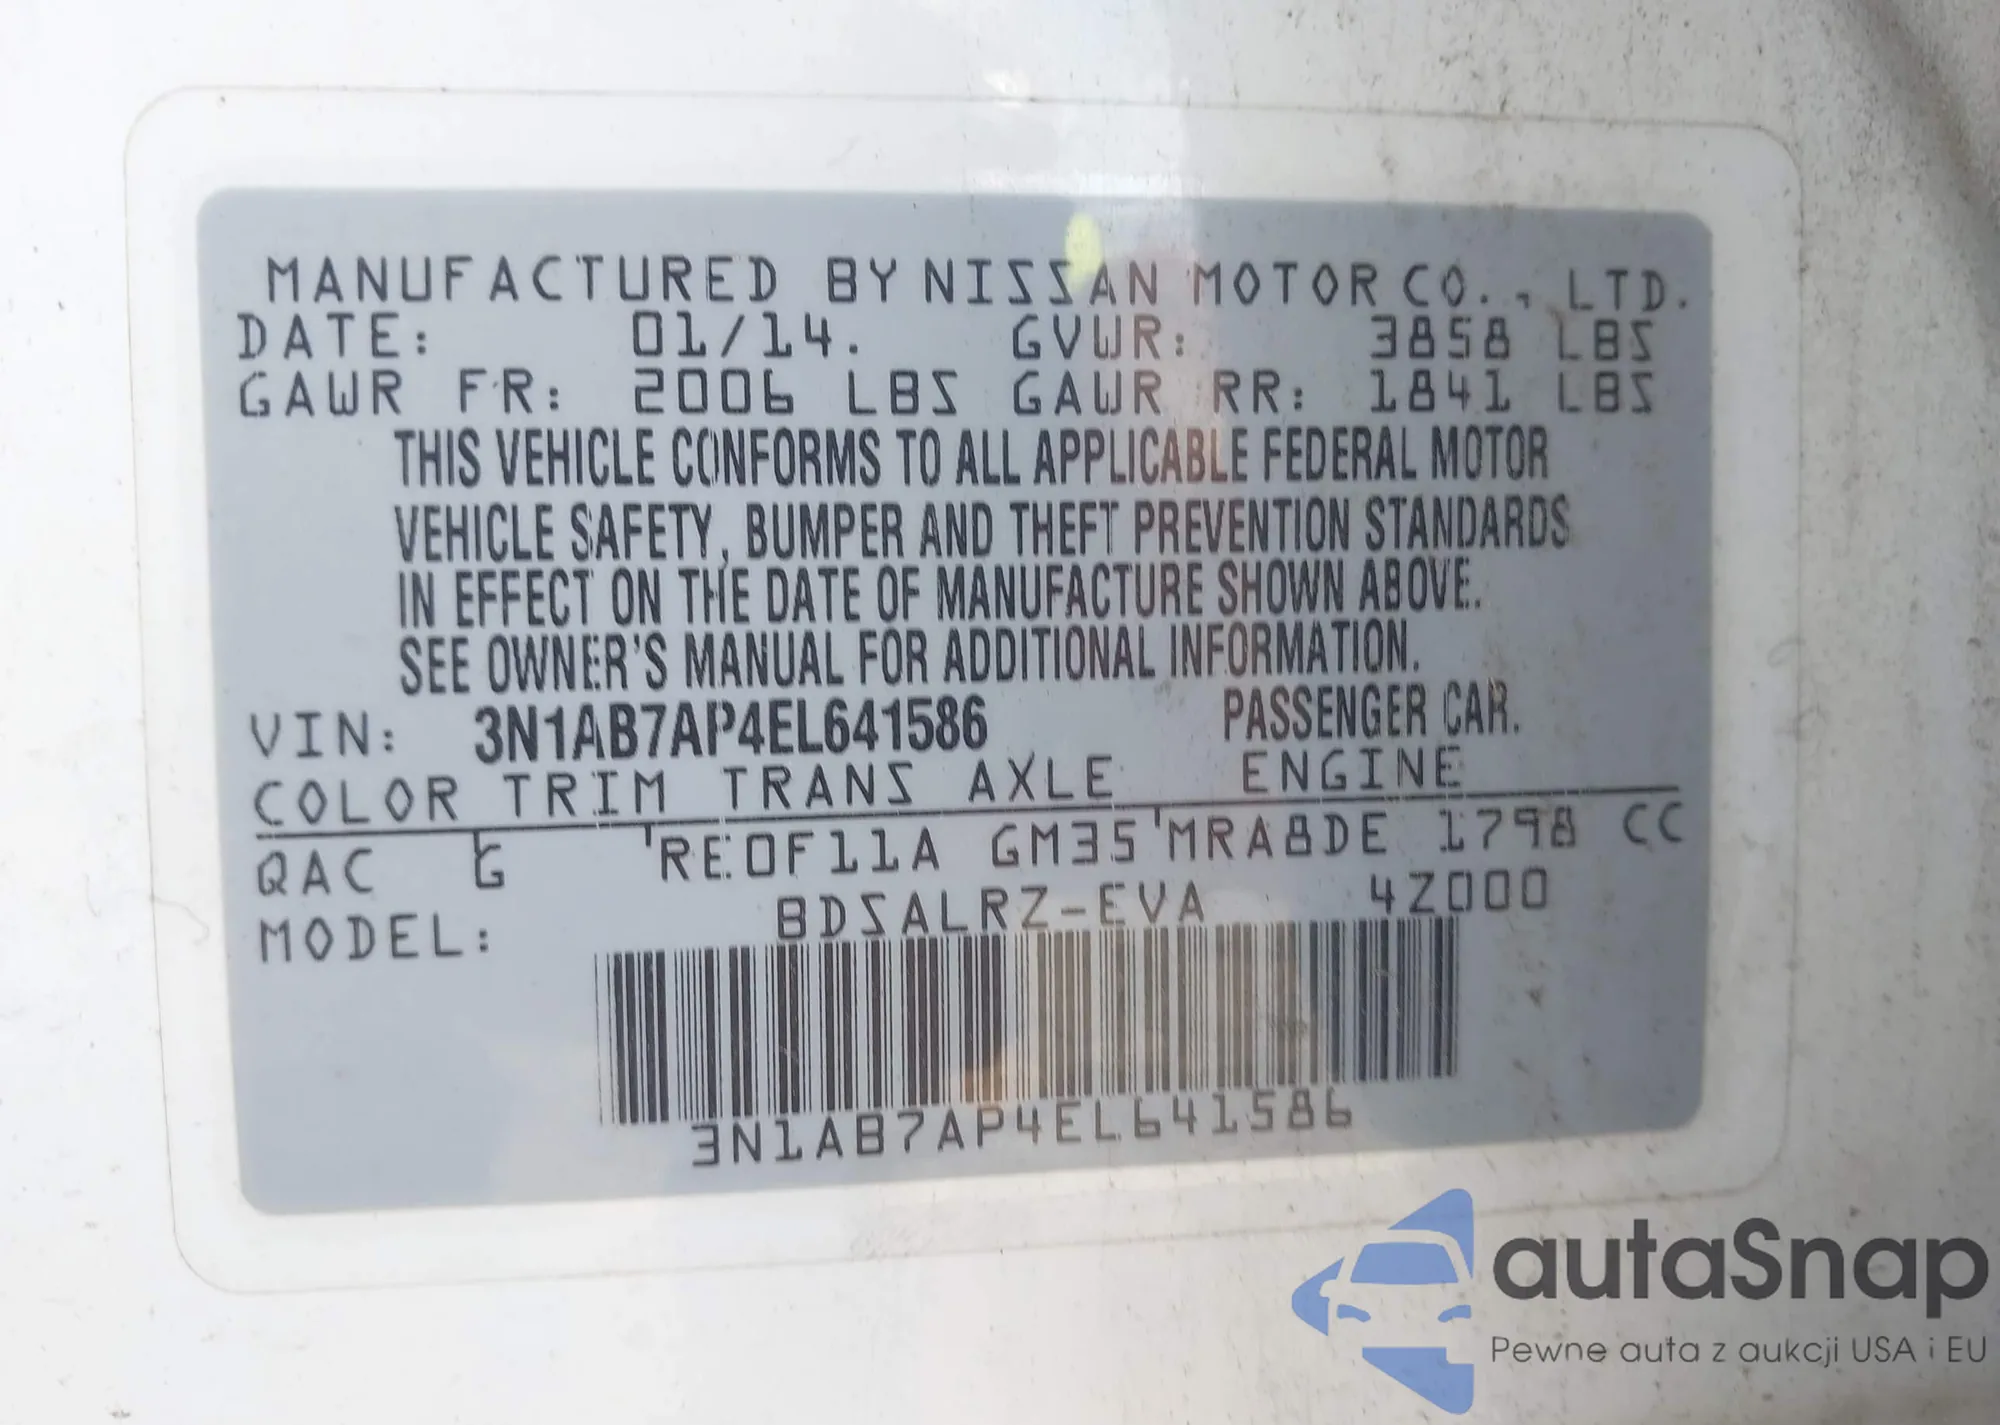 MANUFACTURED BY NISSAN MOTOR CO., LTD.
DATE: 01/14. GVWR: 3858 LBS
GAWR FR: 2006 LBS GAWR RR: 1841 LBS
THIS VEHICLE CONFORMS TO ALL APPLICABLE FEDERAL MOTOR
VEHICLE SAFETY, BUMPER AND THEFT PREVENTION STANDARDS
IN EFFECT ON THE DATE OF MANUFACTURE SHOWN ABOVE.
SEE OWNER'S MANUAL FOR ADDITIONAL INFORMATION.
VIN: 3N1AB7AP4EL641586 PASSENGER CAR.
COLOR TRIM TRANS AXLE ENGINE
QAC G RE0F11A GM35 MRA8DE 1798 CC
MODEL: BDSALRZ-EVA 4Z000
3N1AB7AP4EL641586
autaSnap
Pewne auta z aukcji USA i EU